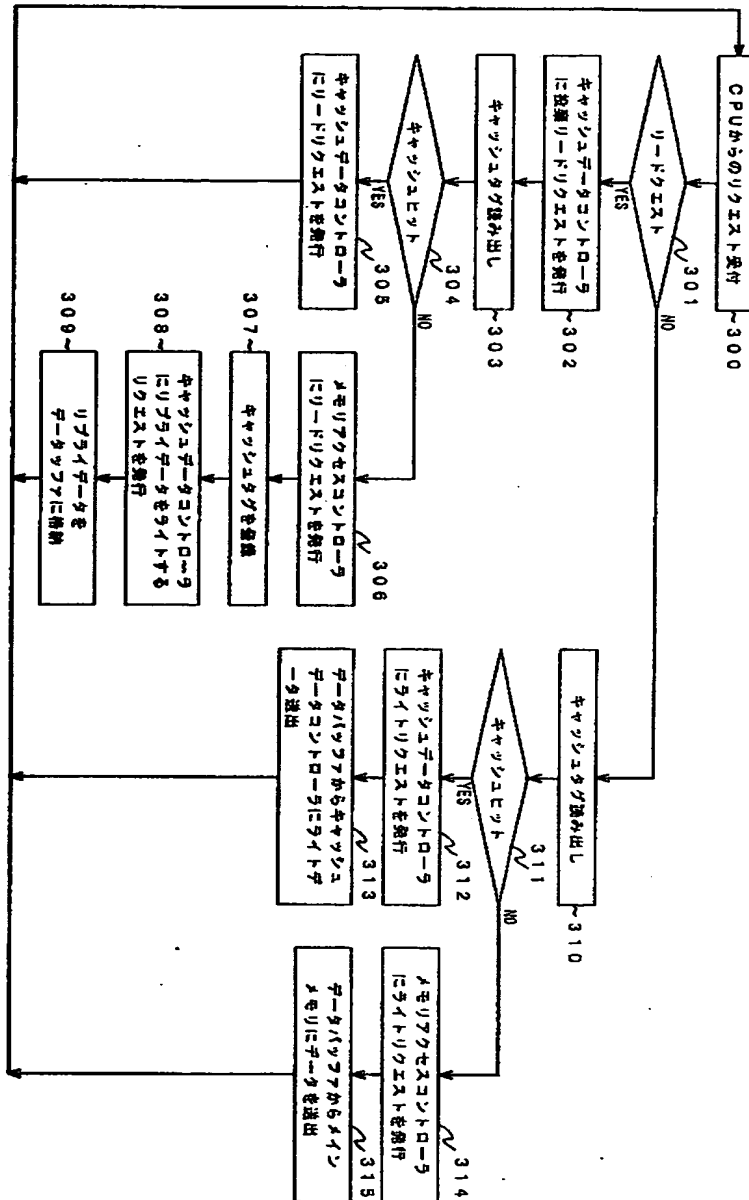 CPUからのリクエスト受付
~300
リードクエスト
301
YES
NO
キャッシュデータコントローラ
に投棄リードリクエストを発行
~302
キャッシュタグ読み出し
~303
キャッシュヒット
304
YES
NO
キャッシュデータコントローラ
にリードリクエストを発行
305
メモリアクセスコントローラ
にリードリクエストを発行
306
キャッシュタグを登録
307~
キャッシュデータコントローラ
にリプライデータをライトする
リクエストを発行
308~
リプライデータを
データッファに格納
309~
キャッシュタグ読み出し
~310
キャッシュヒット
311
YES
NO
キャッシュデータコントローラ
にライトリクエストを発行
312
データバッファからキャッシュ
データコントローラにライトデ
ータ送出
313
メモリアクセスコントローラ
にライトリクエストを発行
314
データバッファからメイン
メモリにデータを送出
315